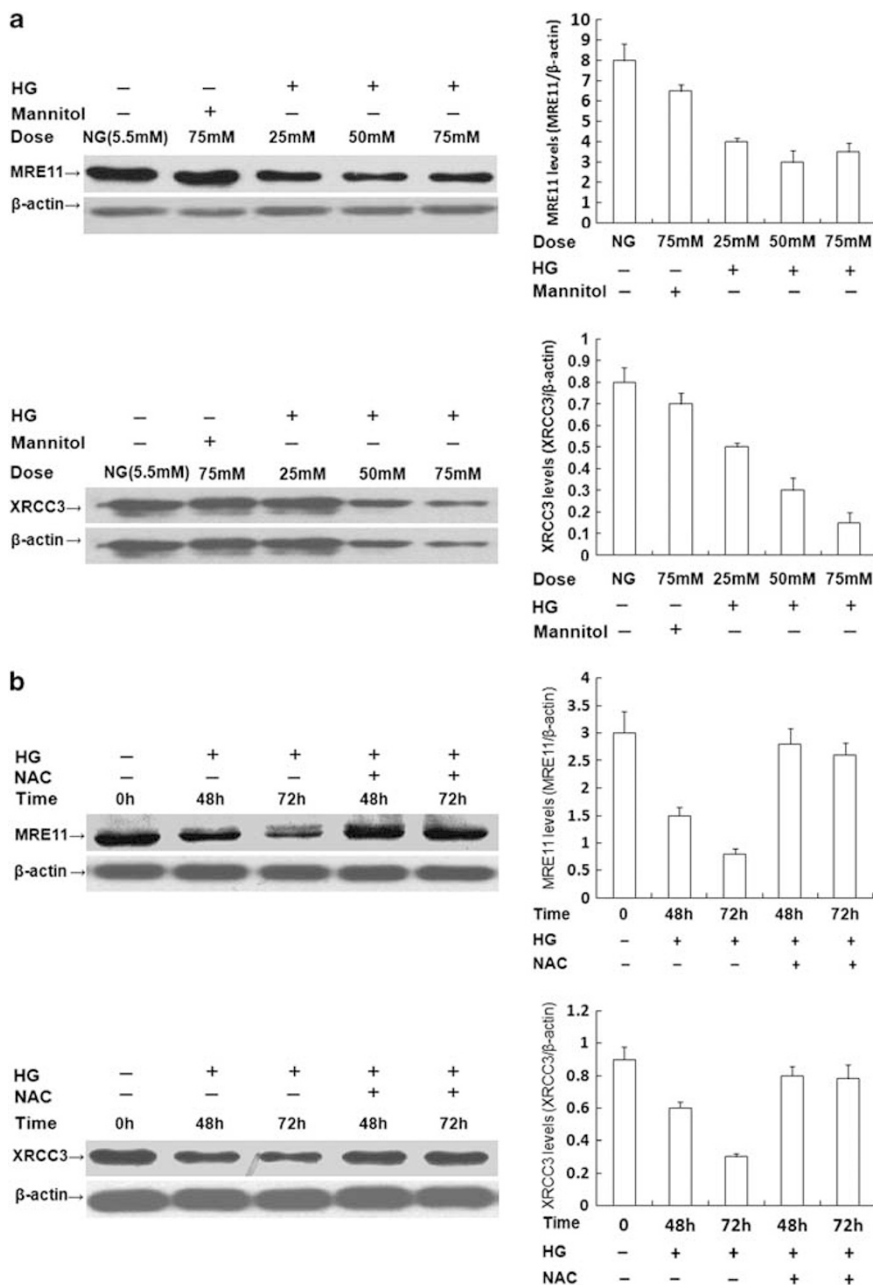 a
HG – – + + +
Mannitol – + – – –
Dose NG(5.5mM) 75mM 25mM 50mM 75mM
MRE11→
β-actin→
MRE11 levels (MRE11/β-actin)
10
9
8
7
6
5
4
3
2
1
0
Dose NG 75mM 25mM 50mM 75mM
HG – – + + +
Mannitol – + – – –
HG – – + + +
Mannitol – + – – –
Dose NG(5.5mM) 75mM 25mM 50mM 75mM
XRCC3→
β-actin→
XRCC3 levels (XRCC3/β-actin)
1
0.9
0.8
0.7
0.6
0.5
0.4
0.3
0.2
0.1
0
Dose NG 75mM 25mM 50mM 75mM
HG – – + + +
Mannitol – + – – –
b
HG – + + + +
NAC – – – + +
Time 0h 48h 72h 48h 72h
MRE11→
β-actin→
MRE11 levels (MRE11/β-actin)
4
3.5
3
2.5
2
1.5
1
0.5
0
Time 0 48h 72h 48h 72h
HG – + + + +
NAC – – – + +
HG – + + + +
NAC – – – + +
Time 0h 48h 72h 48h 72h
XRCC3→
β-actin→
XRCC3 levels (XRCC3/β-actin)
1.2
1
0.8
0.6
0.4
0.2
0
Time 0 48h 72h 48h 72h
HG – + + + +
NAC – – – + +